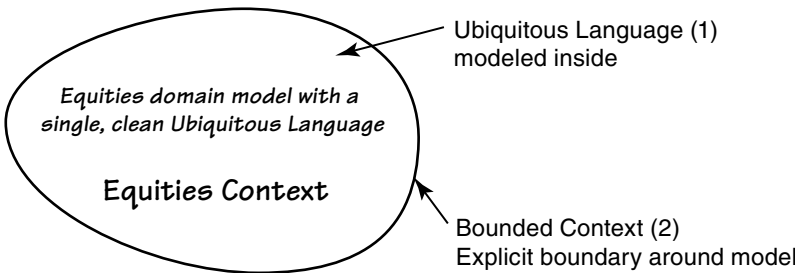 Ubiquitous Language (1)
modeled inside
Equities domain model with a
single, clean Ubiquitous Language
Equities Context
Bounded Context (2)
Explicit boundary around model